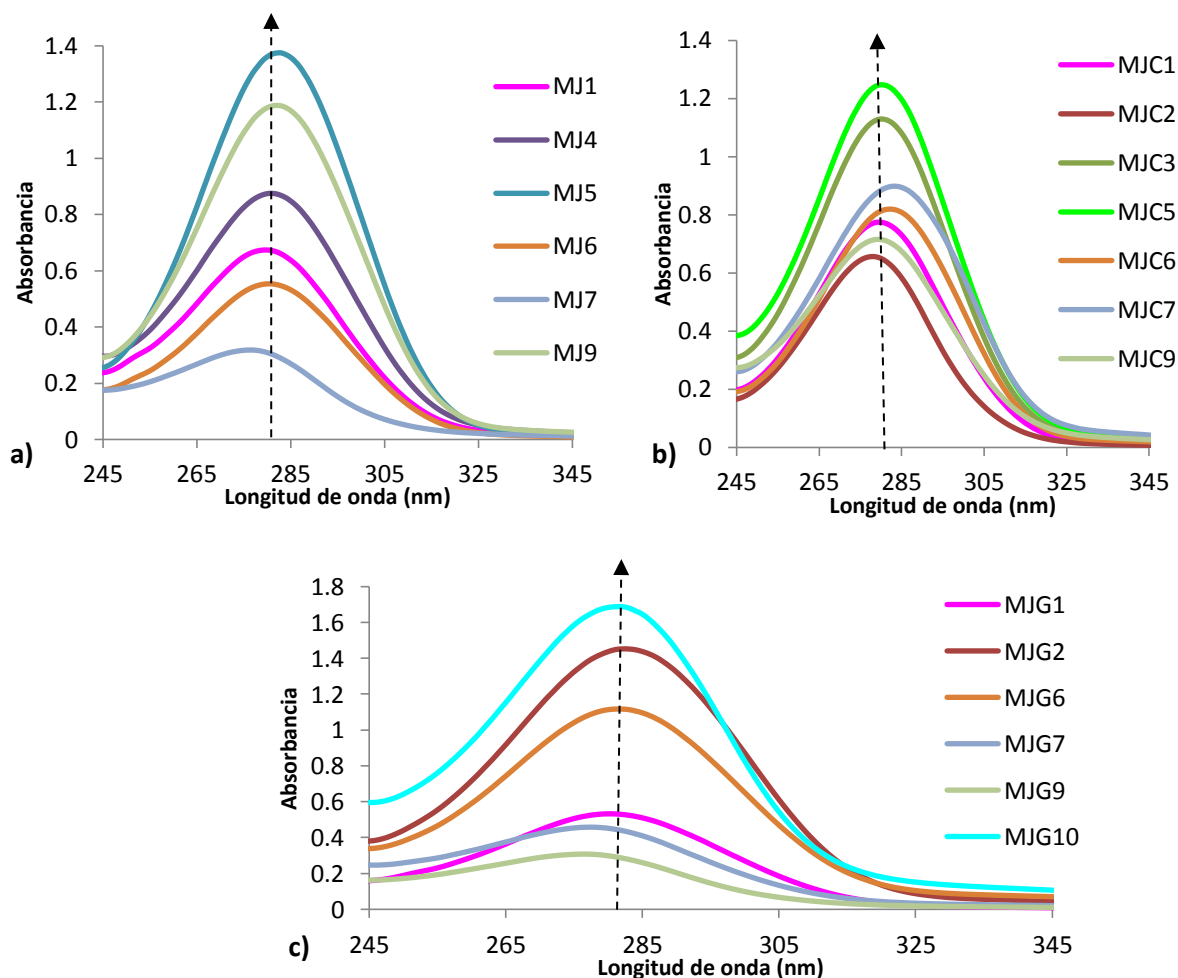 Absorbancia
1.4
1.2
1
0.8
0.6
0.4
0.2
0
245
265
285
305
325
345
Longitud de onda (nm)
MJ1
MJ4
MJ5
MJ6
MJ7
MJ9
a)
Absorbancia
1.4
1.2
1
0.8
0.6
0.4
0.2
0
245
265
285
305
325
345
Longitud de onda (nm)
MJC1
MJC2
MJC3
MJC5
MJC6
MJC7
MJC9
b)
Absorbancia
1.8
1.6
1.4
1.2
1
0.8
0.6
0.4
0.2
0
245
265
285
305
325
345
Longitud de onda (nm)
MJG1
MJG2
MJG6
MJG7
MJG9
MJG10
c)